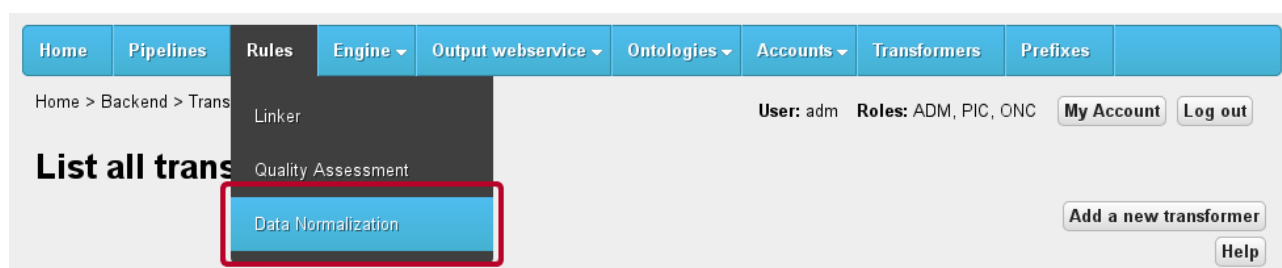 Home Pipelines Rules Engine Output webservice Ontologies Accounts Transformers Prefixes
Home > Backend > Trans
User: adm Roles: ADM, PIC, ONC My Account Log out
Linker
List all trans
Quality Assessment
Data Normalization
Add a new transformer
Help